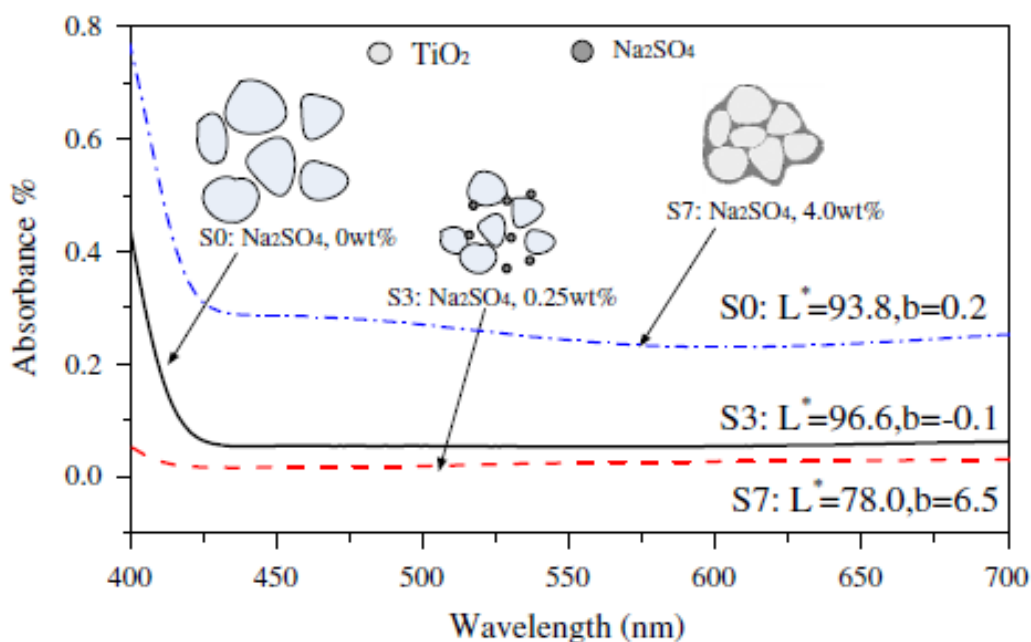 0.8
0.6
0.4
0.2
0.0
Absorbance %
TiO2
Na2SO4
S0: Na2SO4, 0wt%
S3: Na2SO4, 0.25wt%
S7: Na2SO4, 4.0wt%
S0: L*=93.8,b=0.2
S3: L*=96.6,b=-0.1
S7: L*=78.0,b=6.5
400 450 500 550 600 650 700
Wavelength (nm)